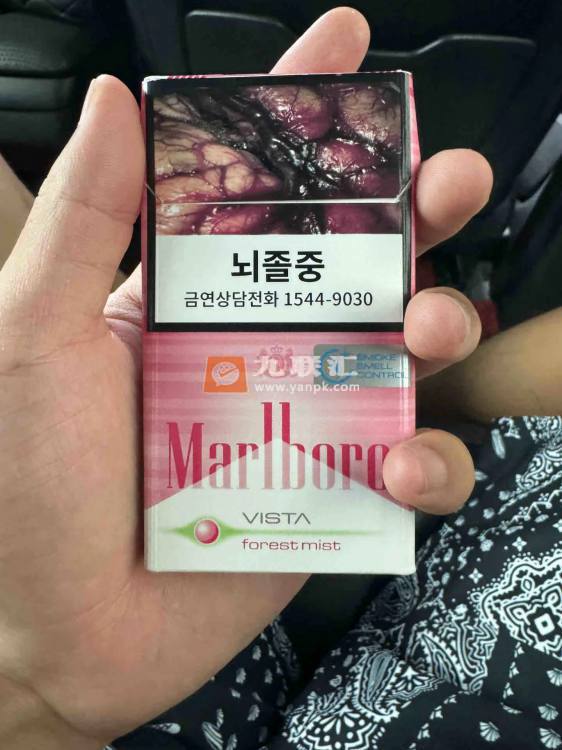 뇌졸중
금연상담전화 1544-9030
九联汇
www.yanpk.com
SMOKE
SMELL
CONTROL
Marlboro
VISTA
forest mist